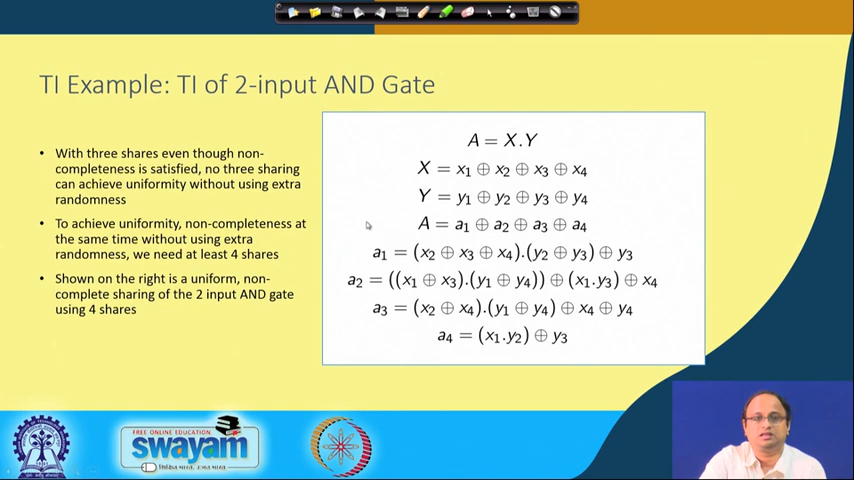 TI Example: TI of 2-input AND Gate
• With three shares even though non-
completeness is satisfied, no three sharing
can achieve uniformity without using extra
randomness
• To achieve uniformity, non-completeness at
the same time without using extra
randomness, we need at least 4 shares
• Shown on the right is a uniform, non-
complete sharing of the 2 input AND gate
using 4 shares
A = X.Y
X = x₁ ⊕ x₂ ⊕ x₃ ⊕ x₄
Y = y₁ ⊕ y₂ ⊕ y₃ ⊕ y₄
A = a₁ ⊕ a₂ ⊕ a₃ ⊕ a₄
a₁ = (x₂ ⊕ x₃ ⊕ x₄).(y₂ ⊕ y₃) ⊕ y₃
a₂ = ((x₁ ⊕ x₃).(y₁ ⊕ y₄)) ⊕ (x₁.y₃) ⊕ x₄
a₃ = (x₂ ⊕ x₄).(y₁ ⊕ y₄) ⊕ x₄ ⊕ y₄
a₄ = (x₁.y₂) ⊕ y₃
FREE ONLINE EDUCATION
swayam